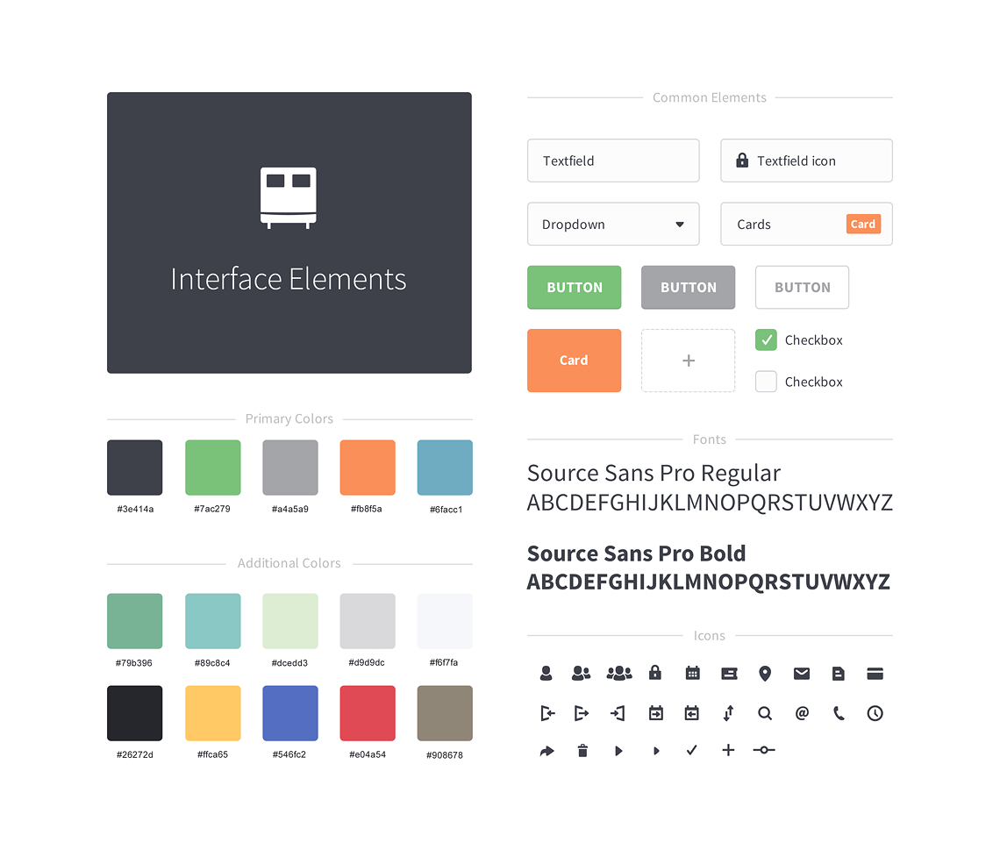 Interface Elements
Primary Colors
#3e414a #7ac279 #a4a5a9 #fb8f5a #6facc1
Additional Colors
#79b396 #89c8c4 #dcedd3 #d9d9dc #f6f7fa
#26272d #ffca65 #546fc2 #e04a54 #908678
Common Elements
Textfield Textfield icon
Dropdown Cards Card
BUTTON BUTTON BUTTON
Card + Checkbox
Checkbox
Fonts
Source Sans Pro Regular
ABCDEFGHIJKLMNOPQRSTUVWXYZ
Source Sans Pro Bold
ABCDEFGHIJKLMNOPQRSTUVWXYZ
Icons
@